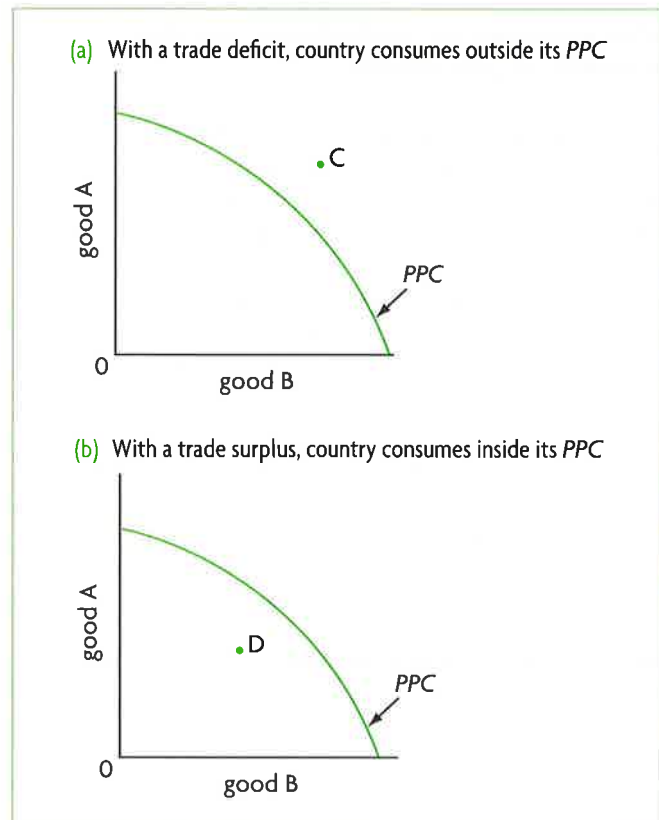 (a) With a trade deficit, country consumes outside its PPC
C
good A
PPC
0
good B
(b) With a trade surplus, country consumes inside its PPC
D
good A
PPC
0
good B